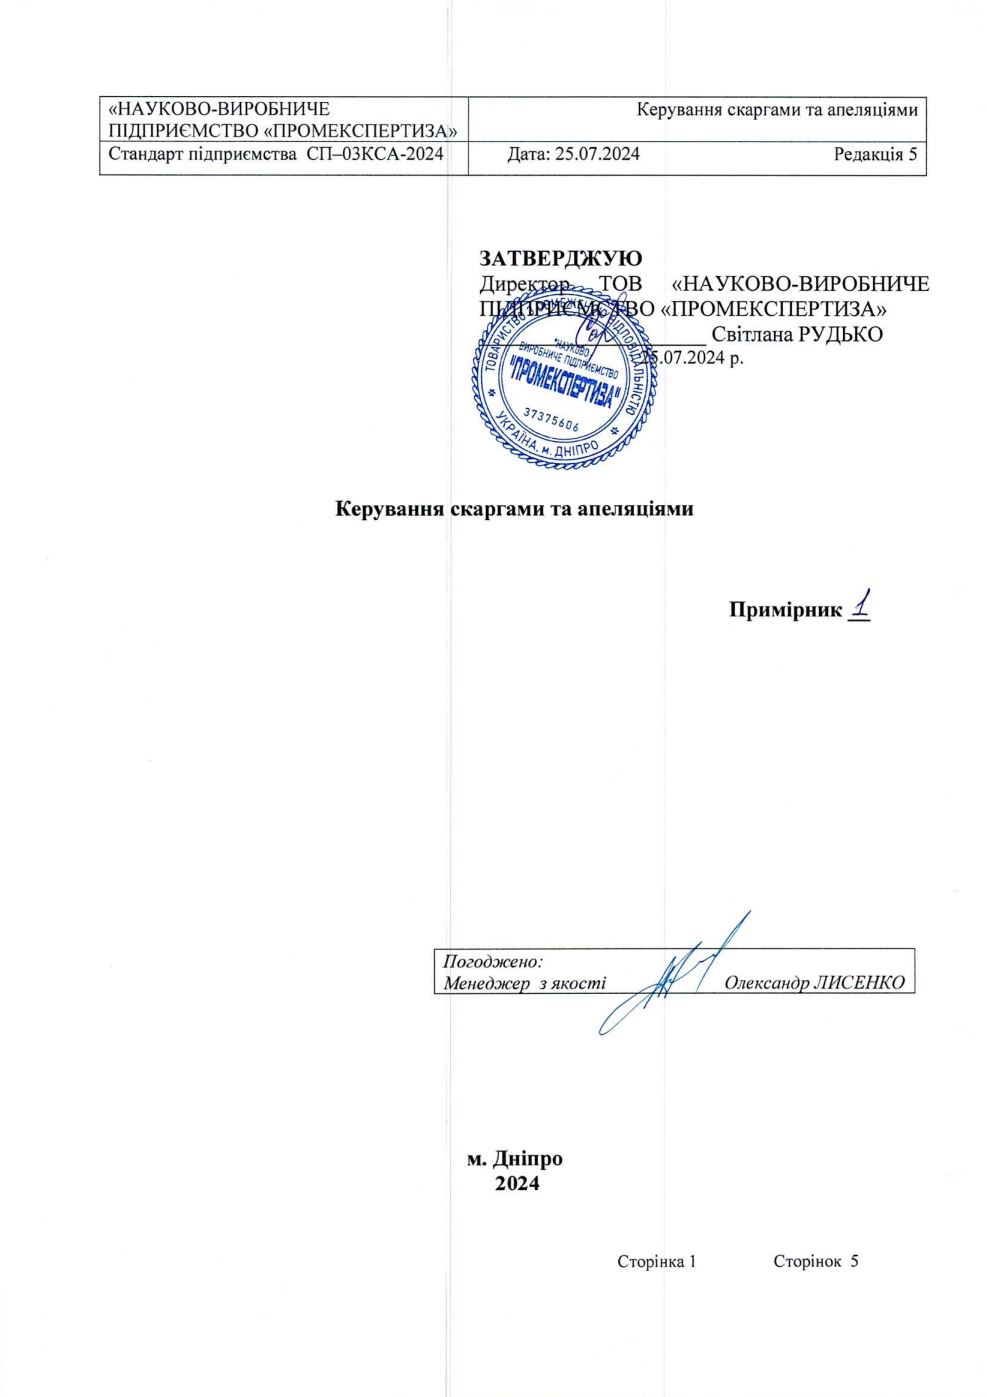 «НАУКОВО-ВИРОБНИЧЕ
ПІДПРИЄМСТВО «ПРОМЕКСПЕРТИЗА»
Керування скаргами та апеляціями
Стандарт підприємства СП–03КСА-2024
Дата: 25.07.2024
Редакція 5
ЗАТВЕРДЖУЮ
Директор ТОВ «НАУКОВО-ВИРОБНИЧЕ
ПІДПРИЄМСТВО «ПРОМЕКСПЕРТИЗА»
Світлана РУДЬКО
25.07.2024 р.
ТОВАРИСТВО З ОБМЕЖЕНОЮ ВІДПОВІДАЛЬНІСТЮ
"НАУКОВО
ВИРОБНИЧЕ ПІДПРИЄМСТВО
"ПРОМЕКСПЕРТИЗА"
37375606
УКРАЇНА, м. ДНІПРО
Керування скаргами та апеляціями
Примірник 1
Погоджено:
Менеджер з якості Олександр ЛИСЕНКО
м. Дніпро
2024
Сторінка 1 Сторінок 5